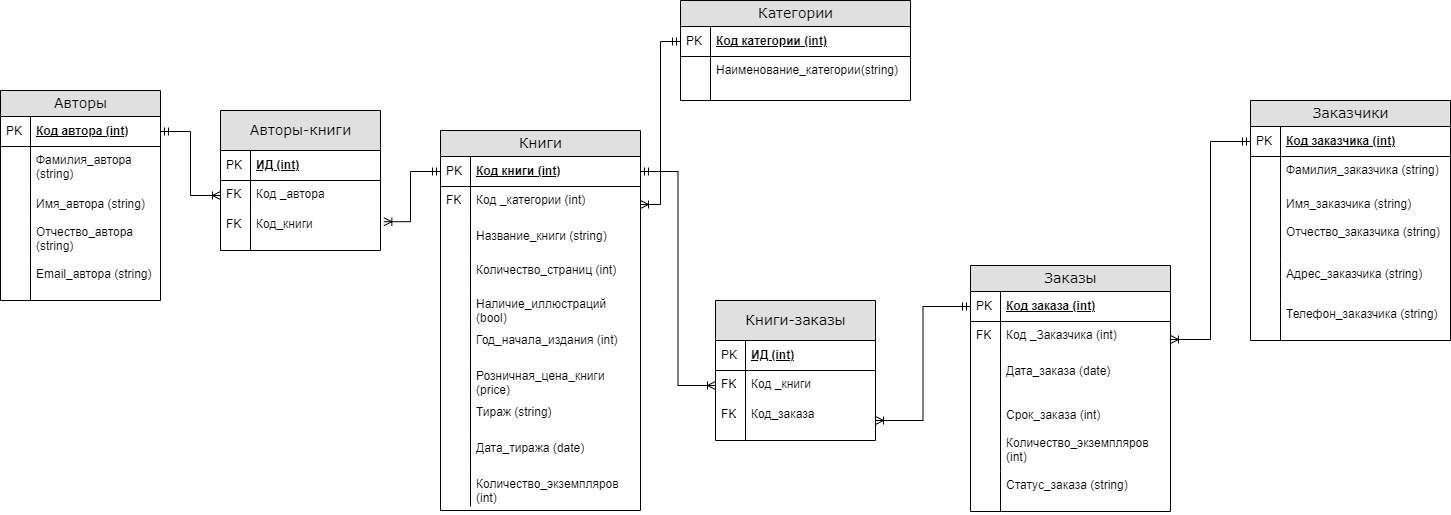 Категории
PK Код категории (int)
Наименование_категории(string)
Авторы
PK Код автора (int)
Фамилия_автора
(string)
Имя_автора (string)
Отчество_автора
(string)
Email_автора (string)
Авторы-книги
PK ИД (int)
FK Код _автора
FK Код_книги
Книги
PK Код книги (int)
FK Код _категории (int)
Название_книги (string)
Количество_страниц (int)
Наличие_иллюстраций
(bool)
Год_начала_издания (int)
Розничная_цена_книги
(price)
Тираж (string)
Дата_тиража (date)
Количество_экземпляров
(int)
Книги-заказы
PK ИД (int)
FK Код _книги
FK Код_заказа
Заказы
PK Код заказа (int)
FK Код _Заказчика (int)
Дата_заказа (date)
Срок_заказа (int)
Количество_экземпляров
(int)
Статус_заказа (string)
Заказчики
PK Код заказчика (int)
Фамилия_заказчика (string)
Имя_заказчика (string)
Отчество_заказчика (string)
Адрес_заказчика (string)
Телефон_заказчика (string)